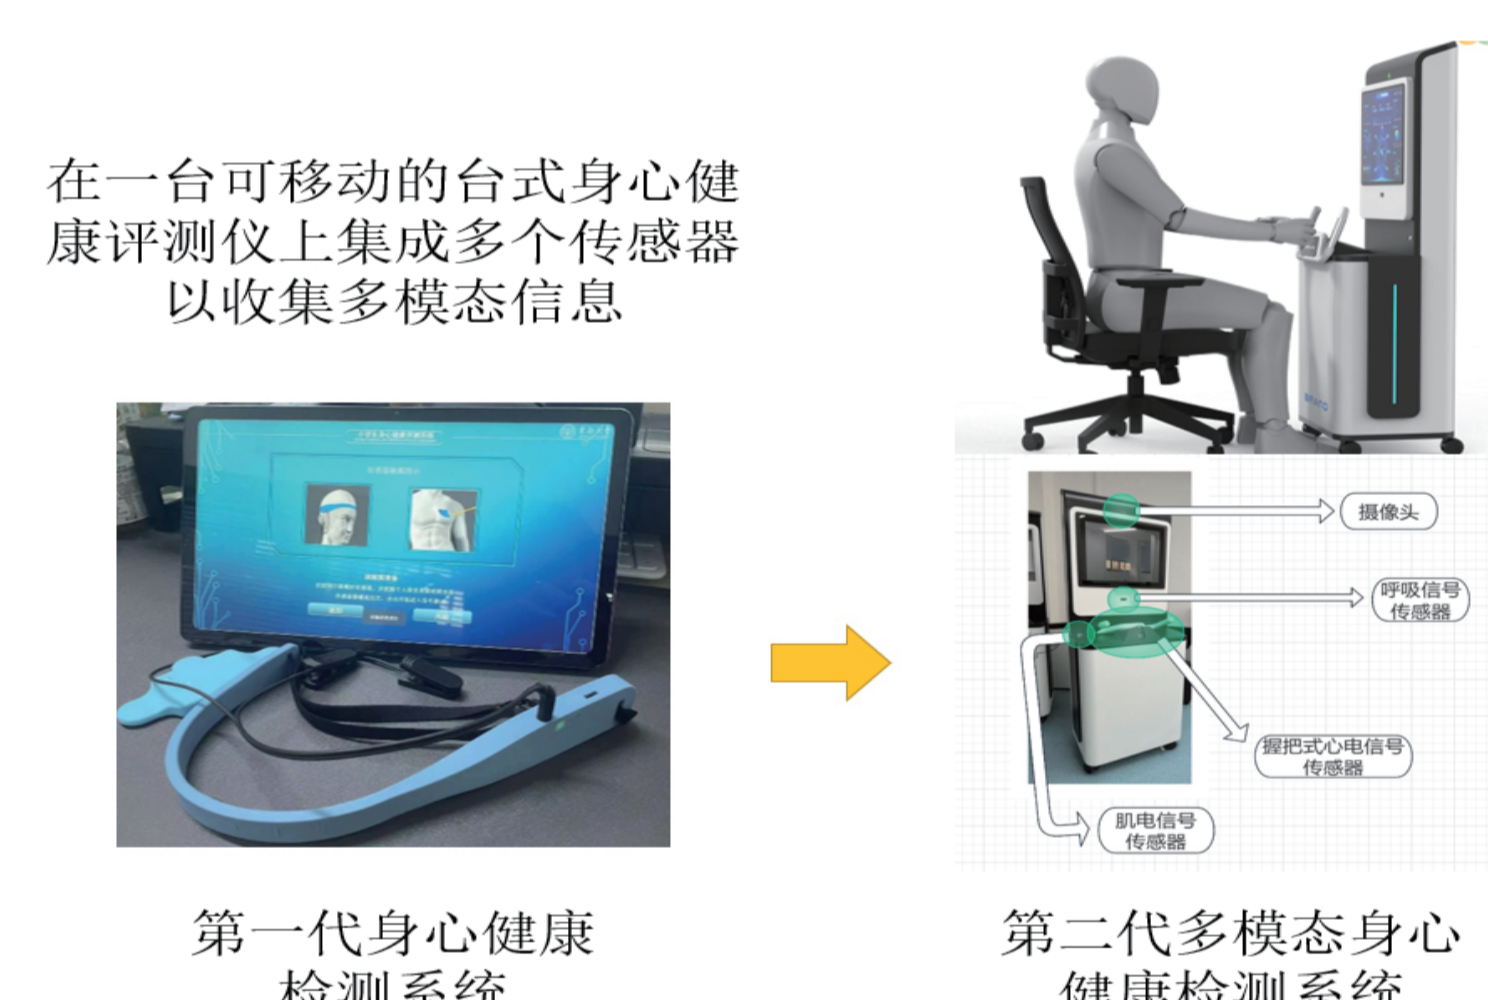 在一台可移动的台式身心健
康评测仪上集成多个传感器
以收集多模态信息
BRAND
摄像头
呼吸信号
传感器
握把式心电信号
传感器
肌电信号
传感器
第一代身心健康
检测系统
第二代多模态身心
健康检测系统